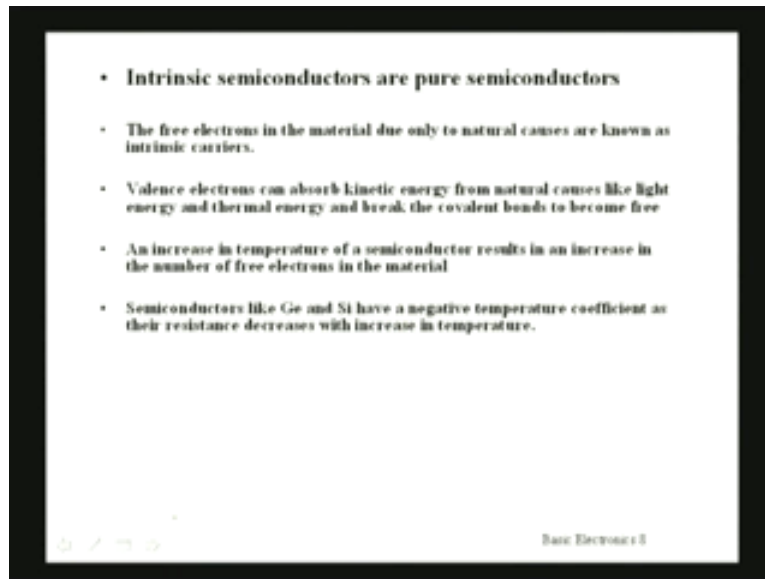 • Intrinsic semiconductors are pure semiconductors
• The free electrons in the material due only to natural causes are known as
intrinsic carriers.
• Valence electrons can absorb kinetic energy from natural causes like light
energy and thermal energy and break the covalent bonds to become free
• An increase in temperature of a semiconductor results in an increase in
the number of free electrons in the material
• Semiconductors like Ge and Si have a negative temperature coefficient as
their resistance decreases with increase in temperature.
Basic Electronics 8